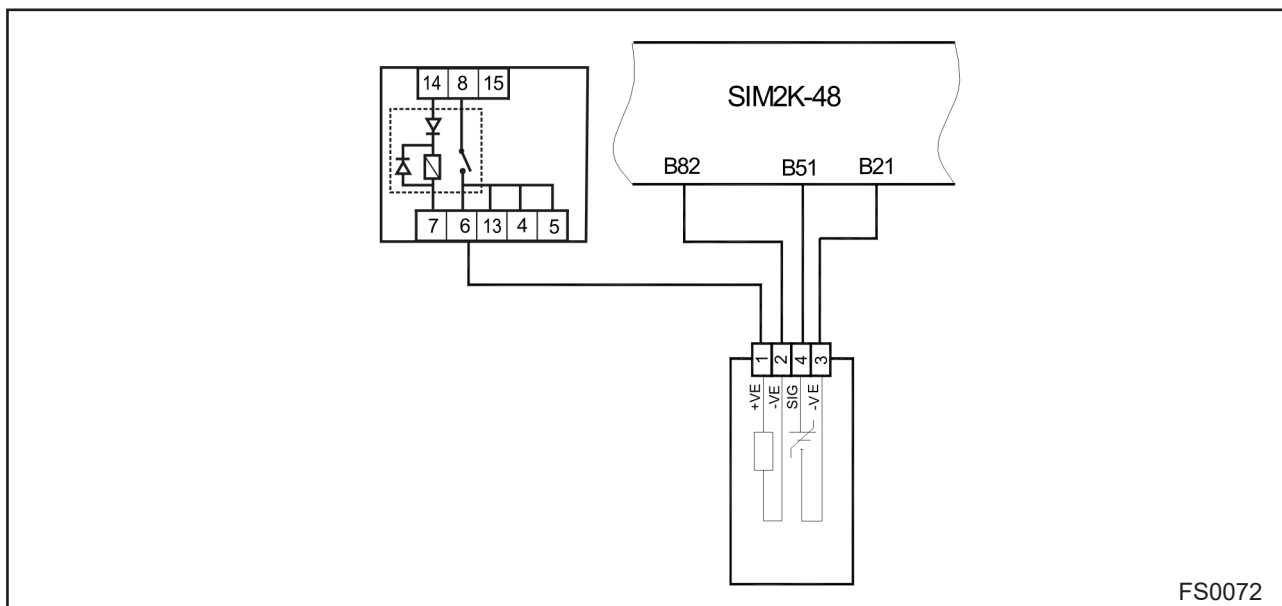 14 8 15
SIM2K-48
B82 B51 B21
7 6 13 4 5
1 2 4 3
+VE -VE SIG -VE
FS0072